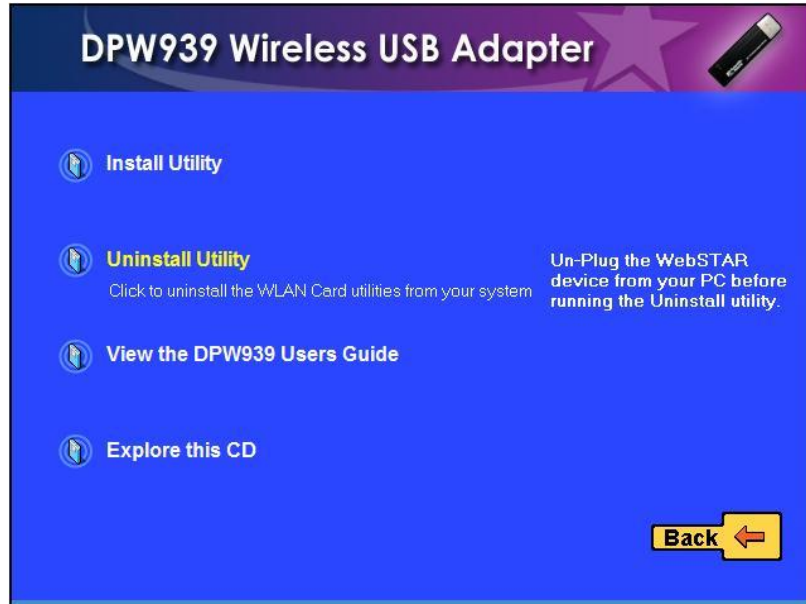 DPW939 Wireless USB Adapter
Install Utility
Uninstall Utility
Click to uninstall the WLAN Card utilities from your system
Un-Plug the WebSTAR
device from your PC before
running the Uninstall utility.
View the DPW939 Users Guide
Explore this CD
Back